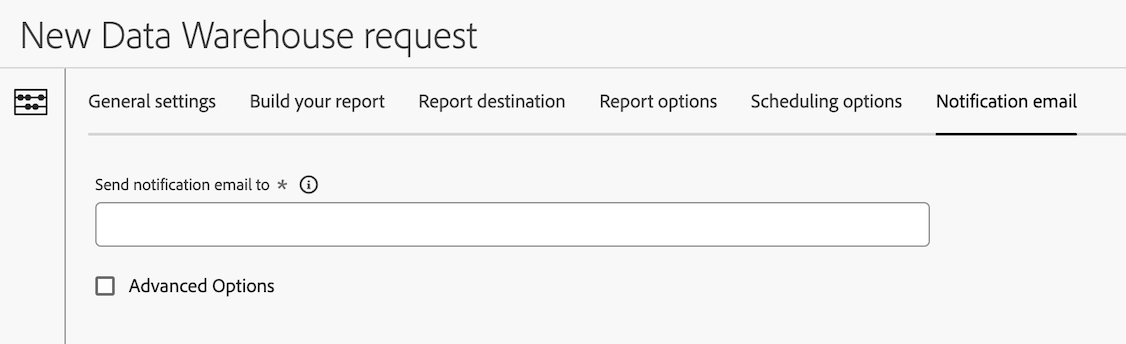 New Data Warehouse request
General settings Build your report Report destination Report options Scheduling options Notification email
Send notification email to *
Advanced Options